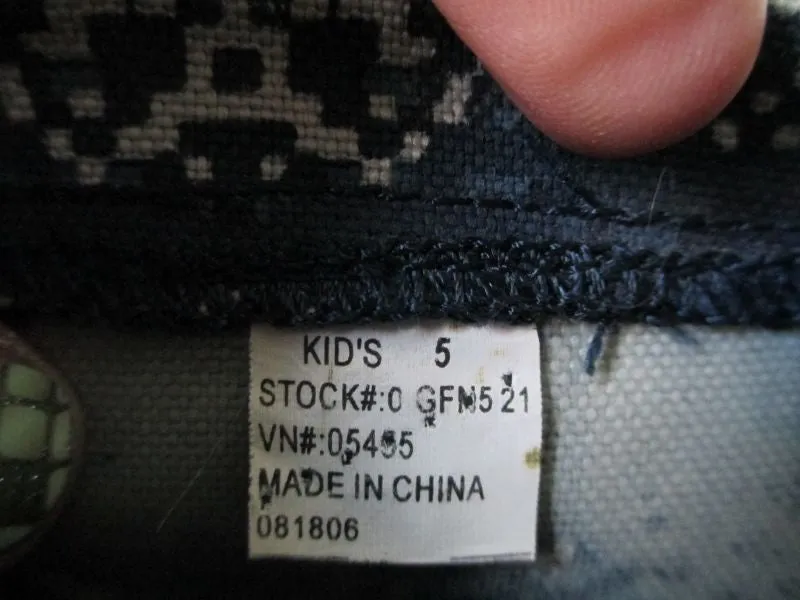 KID'S 5
STOCK#:0 GFN5 21
VN#:05455
MADE IN CHINA
081806